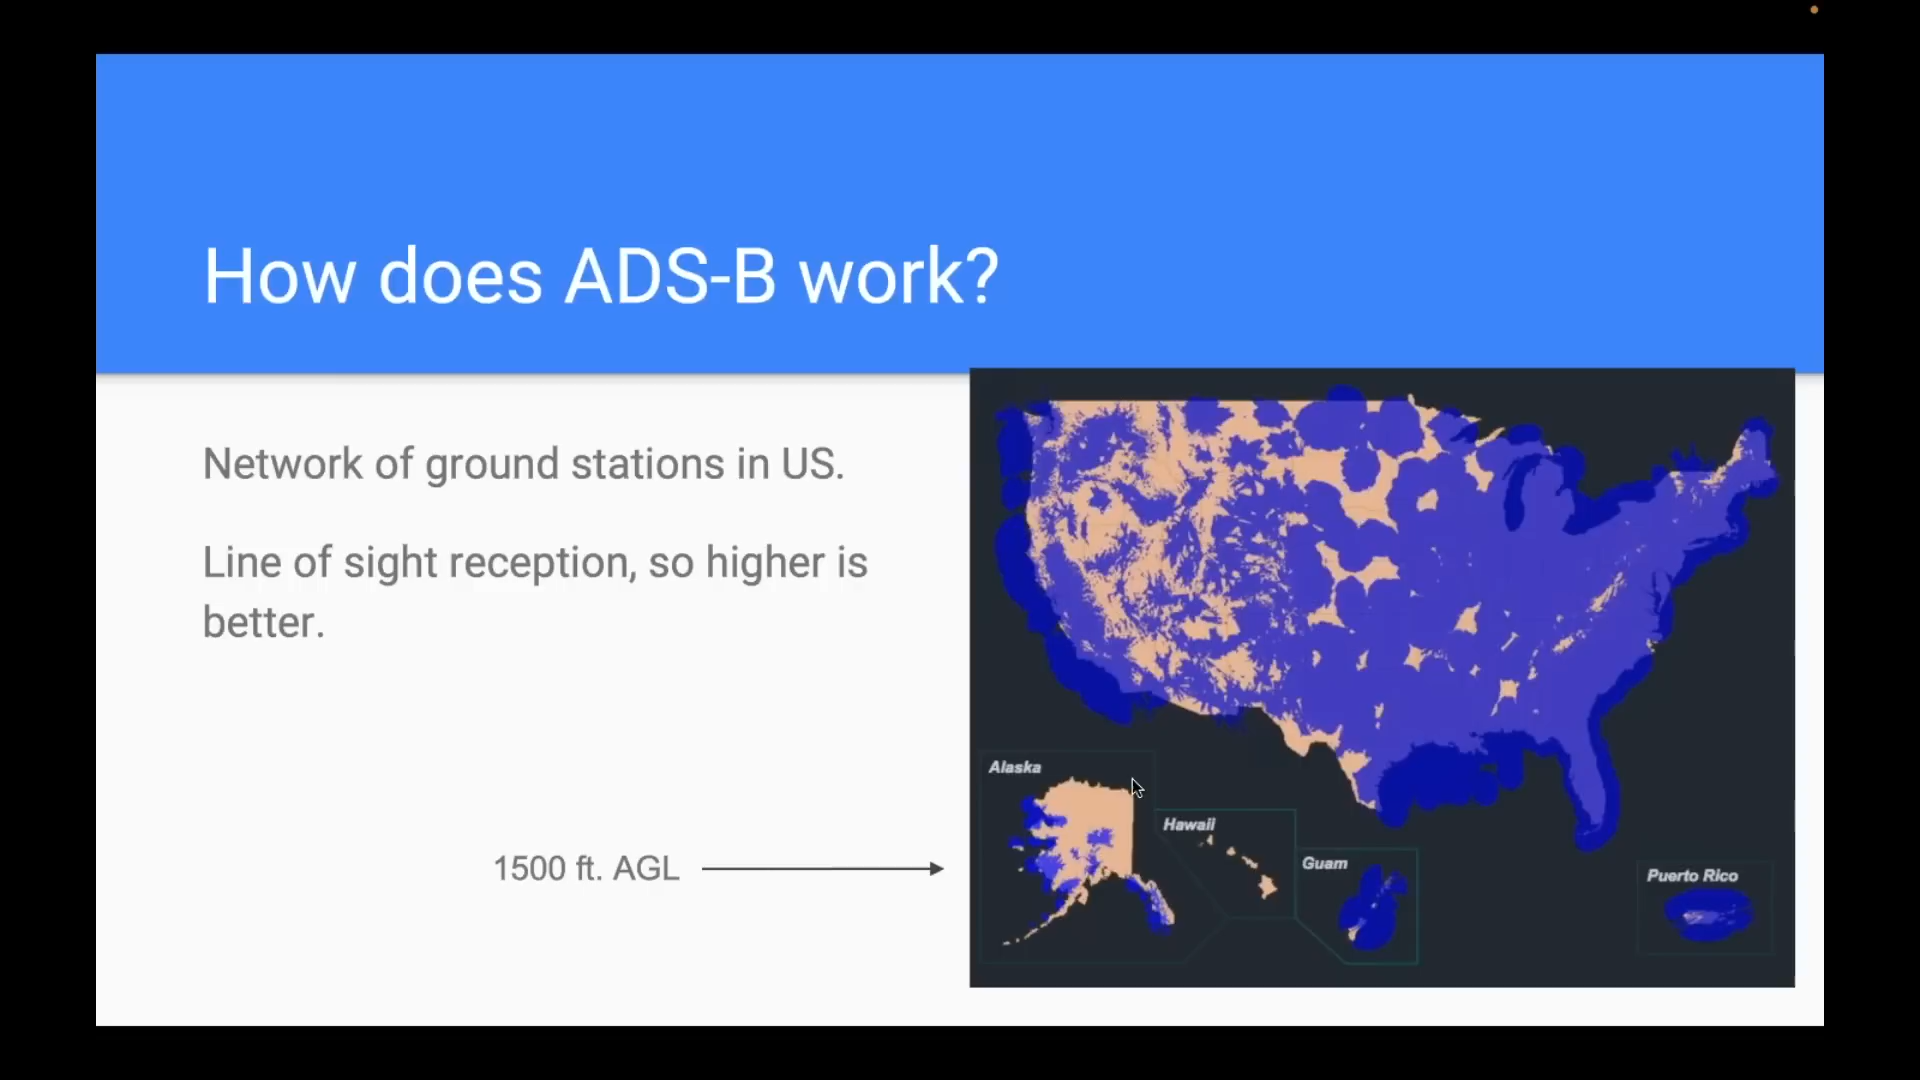 How does ADS-B work?
Network of ground stations in US.
Line of sight reception, so higher is
better.
1500 ft. AGL
Alaska
Hawaii
Guam
Puerto Rico